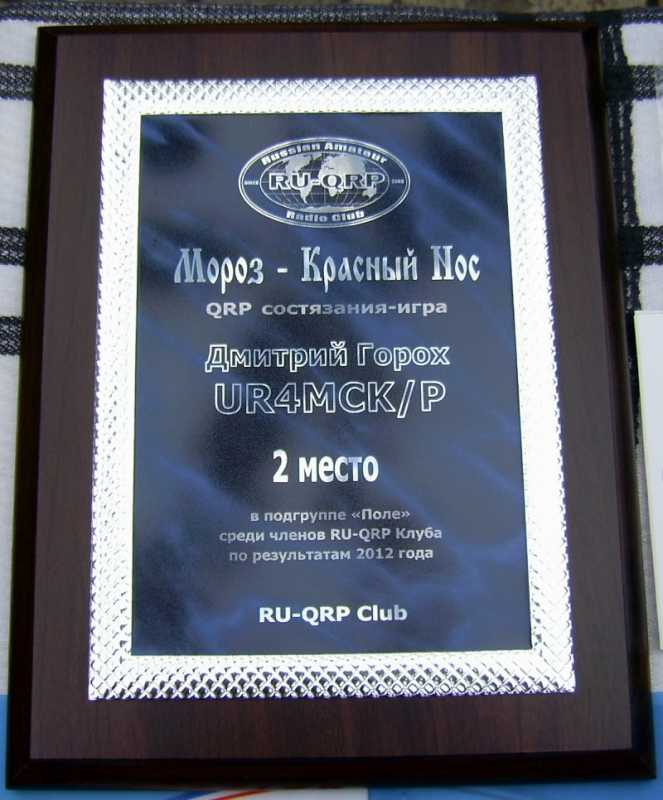 Russian Amateur
RU-QRP
Radio Club
Мороз - Красный Нос
QRP состязания-игра
Дмитрий Горох
UR4MCK/P
2 место
в подгруппе «Поле»
среди членов RU-QRP Клуба
по результатам 2012 года
RU-QRP Club